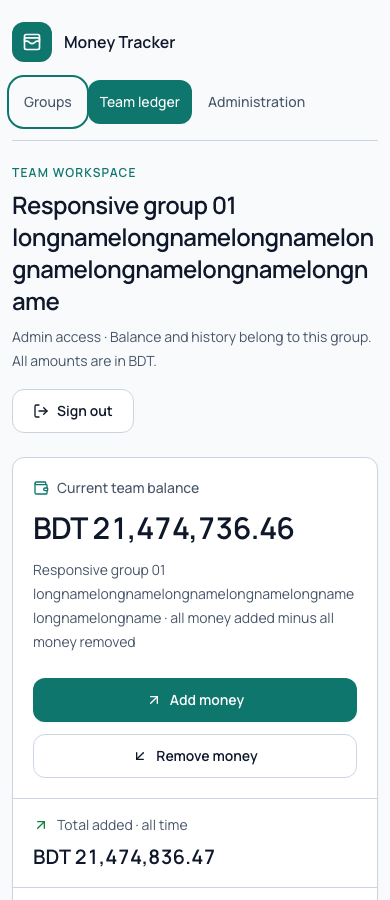 Money Tracker
Groups
Team ledger
Administration
TEAM WORKSPACE
Responsive group 01
longnamelongnamelongnamelon
gnamelongnamelongnamelongn
ame
Admin access · Balance and history belong to this group.
All amounts are in BDT.
Sign out
Current team balance
BDT 21,474,736.46
Responsive group 01
longnamelongnamelongnamelongnamelongname
longnamelongname · all money added minus all
money removed
Add money
Remove money
Total added · all time
BDT 21,474,836.47